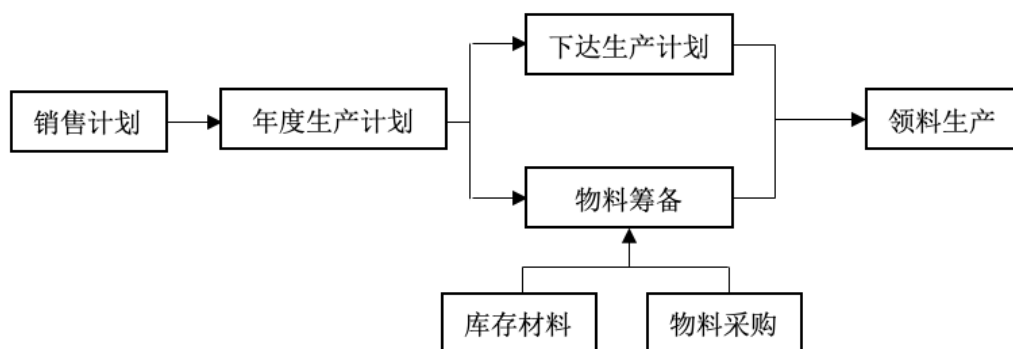 下达生产计划
销售计划
年度生产计划
领料生产
物料筹备
库存材料
物料采购